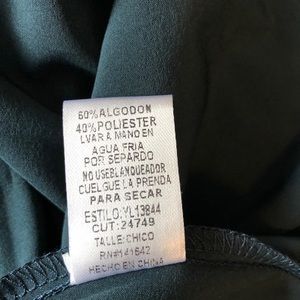 60%ALGODON
40%POLIESTER
LVAR A MANO EN
AGUA FRIA
POR SEPARDO
NO USE BLANQUEADOR
CUELGUE LA PRENDA
PARA SECAR
ESTILO:YL13844
CUT:24749
TALLE:CHICO
RN#141642
HECHO EN CHINA